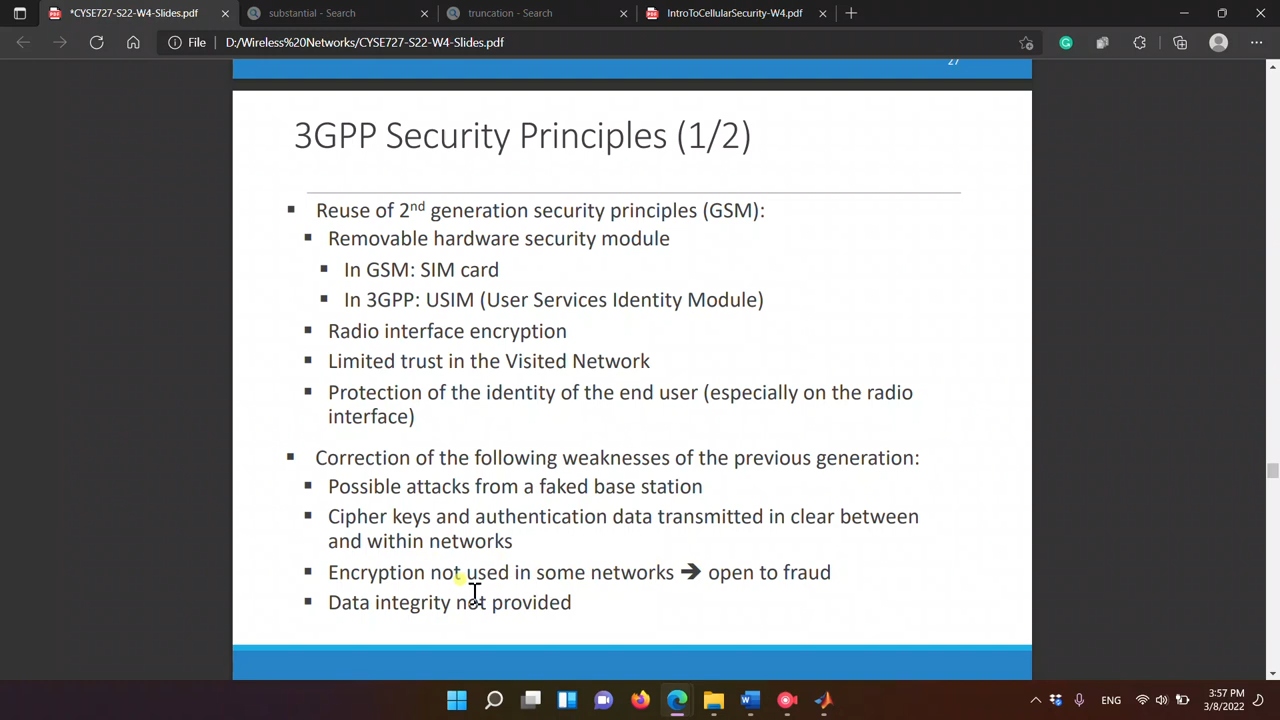 *CYSE727-S22-W4-Slides.pdf
substantial - Search
truncation - Search
IntroToCellularSecurity-W4.pdf
File
D:/Wireless%20Networks/CYSE727-S22-W4-Slides.pdf
27
3GPP Security Principles (1/2)
▪ Reuse of 2nd generation security principles (GSM):
▪ Removable hardware security module
▪ In GSM: SIM card
▪ In 3GPP: USIM (User Services Identity Module)
▪ Radio interface encryption
▪ Limited trust in the Visited Network
▪ Protection of the identity of the end user (especially on the radio
interface)
▪ Correction of the following weaknesses of the previous generation:
▪ Possible attacks from a faked base station
▪ Cipher keys and authentication data transmitted in clear between
and within networks
▪ Encryption not used in some networks ➔ open to fraud
▪ Data integrity not provided
ENG
3:57 PM
3/8/2022